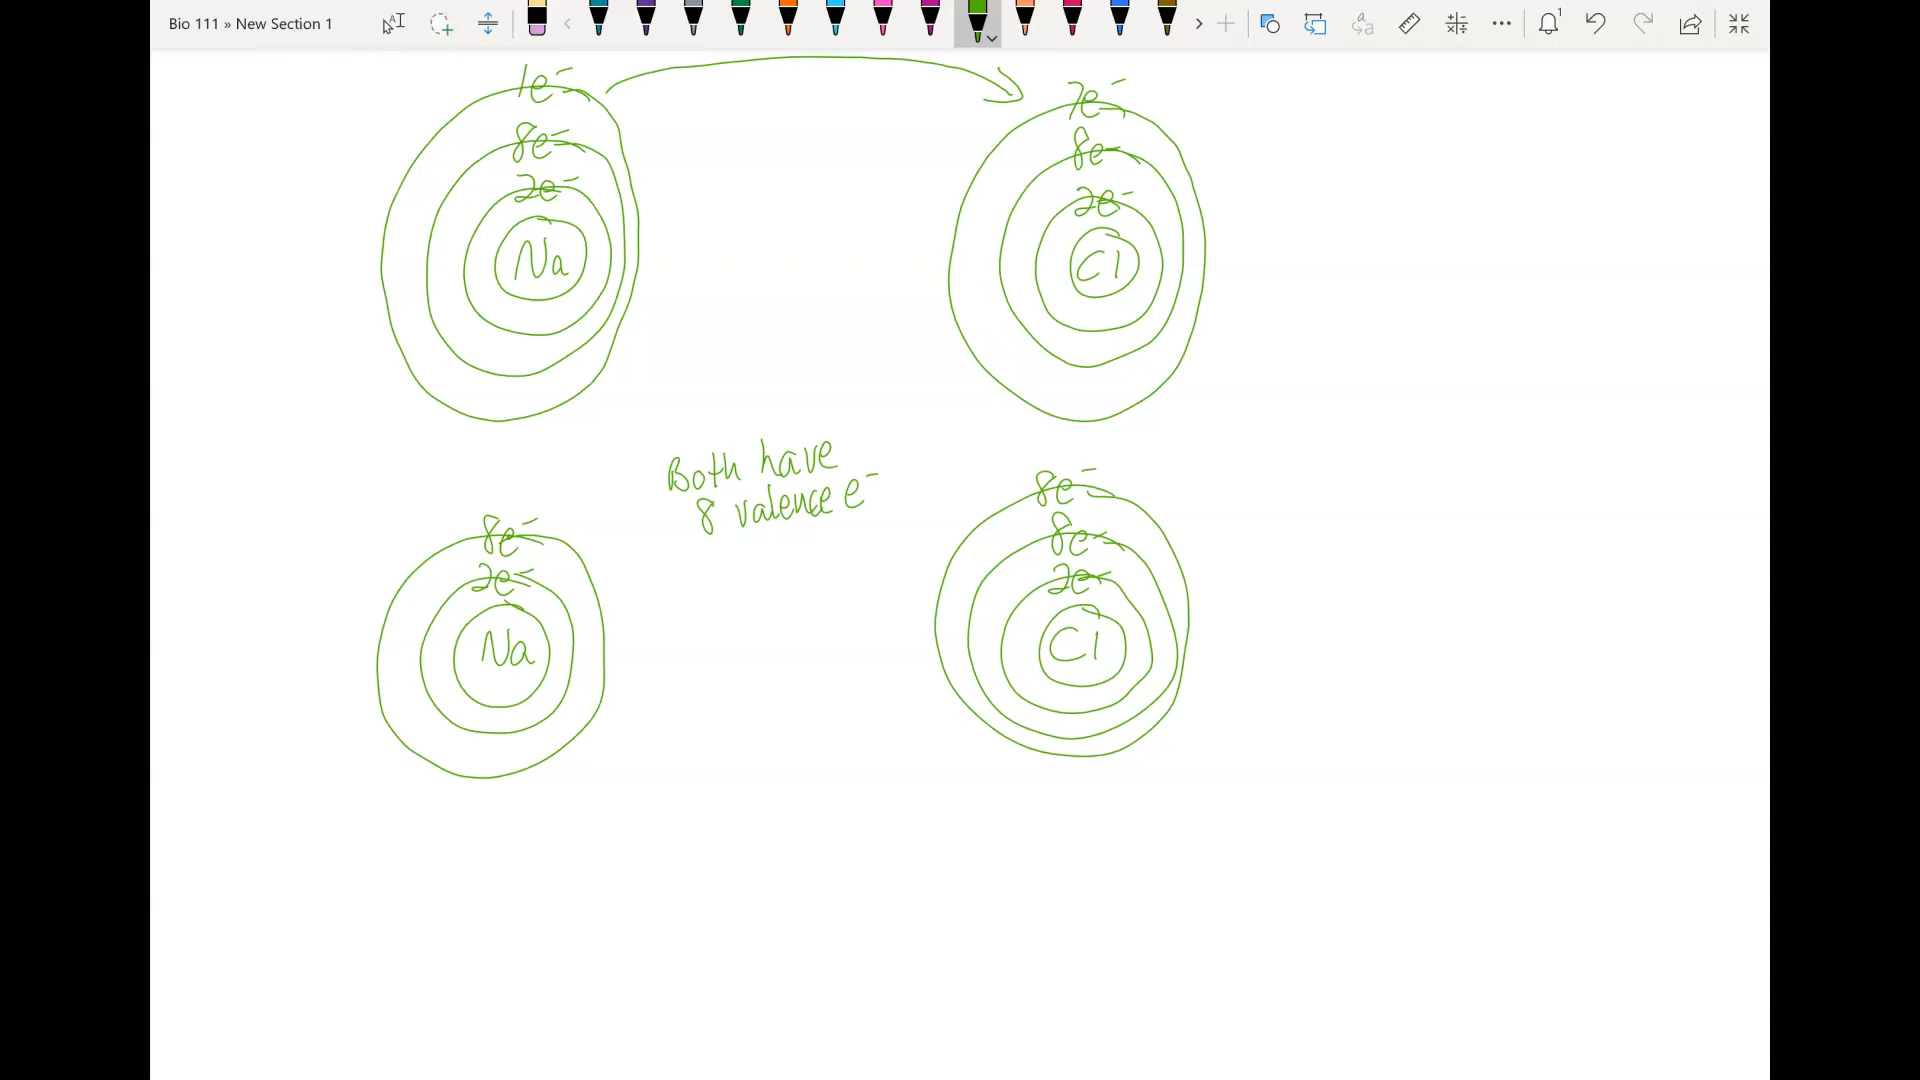 Bio 111 » New Section 1
1e⁻
8e⁻
2e⁻
Na
7e⁻
8e⁻
2e⁻
Cl
Both have
8 valence e⁻
8e⁻
2e⁻
Na
8e⁻
8e⁻
2e⁻
Cl